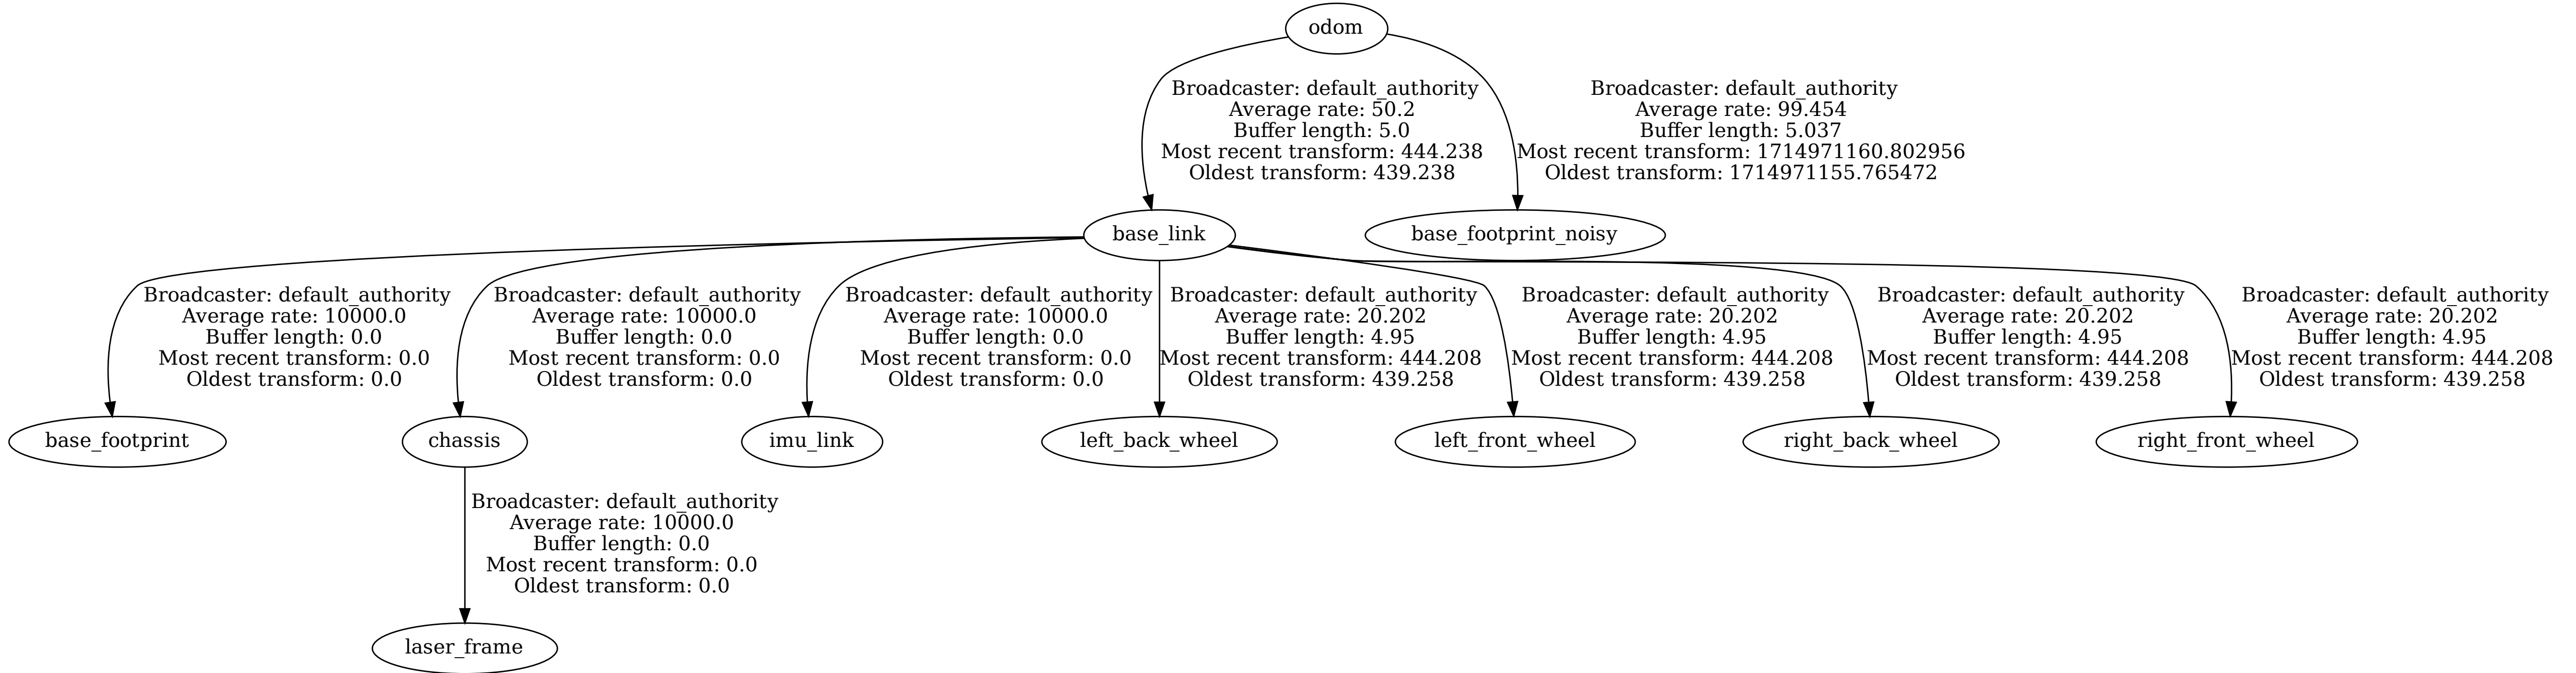 odom
Broadcaster: default_authority
Average rate: 50.2
Buffer length: 5.0
Most recent transform: 444.238
Oldest transform: 439.238
Broadcaster: default_authority
Average rate: 99.454
Buffer length: 5.037
Most recent transform: 1714971160.802956
Oldest transform: 1714971155.765472
base_link
base_footprint_noisy
Broadcaster: default_authority
Average rate: 10000.0
Buffer length: 0.0
Most recent transform: 0.0
Oldest transform: 0.0
Broadcaster: default_authority
Average rate: 10000.0
Buffer length: 0.0
Most recent transform: 0.0
Oldest transform: 0.0
Broadcaster: default_authority
Average rate: 10000.0
Buffer length: 0.0
Most recent transform: 0.0
Oldest transform: 0.0
Broadcaster: default_authority
Average rate: 20.202
Buffer length: 4.95
Most recent transform: 444.208
Oldest transform: 439.258
Broadcaster: default_authority
Average rate: 20.202
Buffer length: 4.95
Most recent transform: 444.208
Oldest transform: 439.258
Broadcaster: default_authority
Average rate: 20.202
Buffer length: 4.95
Most recent transform: 444.208
Oldest transform: 439.258
Broadcaster: default_authority
Average rate: 20.202
Buffer length: 4.95
Most recent transform: 444.208
Oldest transform: 439.258
base_footprint
chassis
imu_link
left_back_wheel
left_front_wheel
right_back_wheel
right_front_wheel
Broadcaster: default_authority
Average rate: 10000.0
Buffer length: 0.0
Most recent transform: 0.0
Oldest transform: 0.0
laser_frame